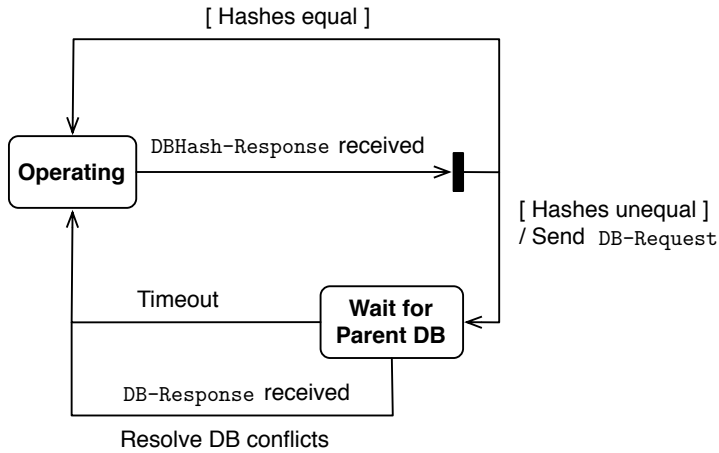 [ Hashes equal ]
DBHash-Response received
Operating
[ Hashes unequal ]
/ Send DB-Request
Timeout
Wait for
Parent DB
DB-Response received
Resolve DB conflicts